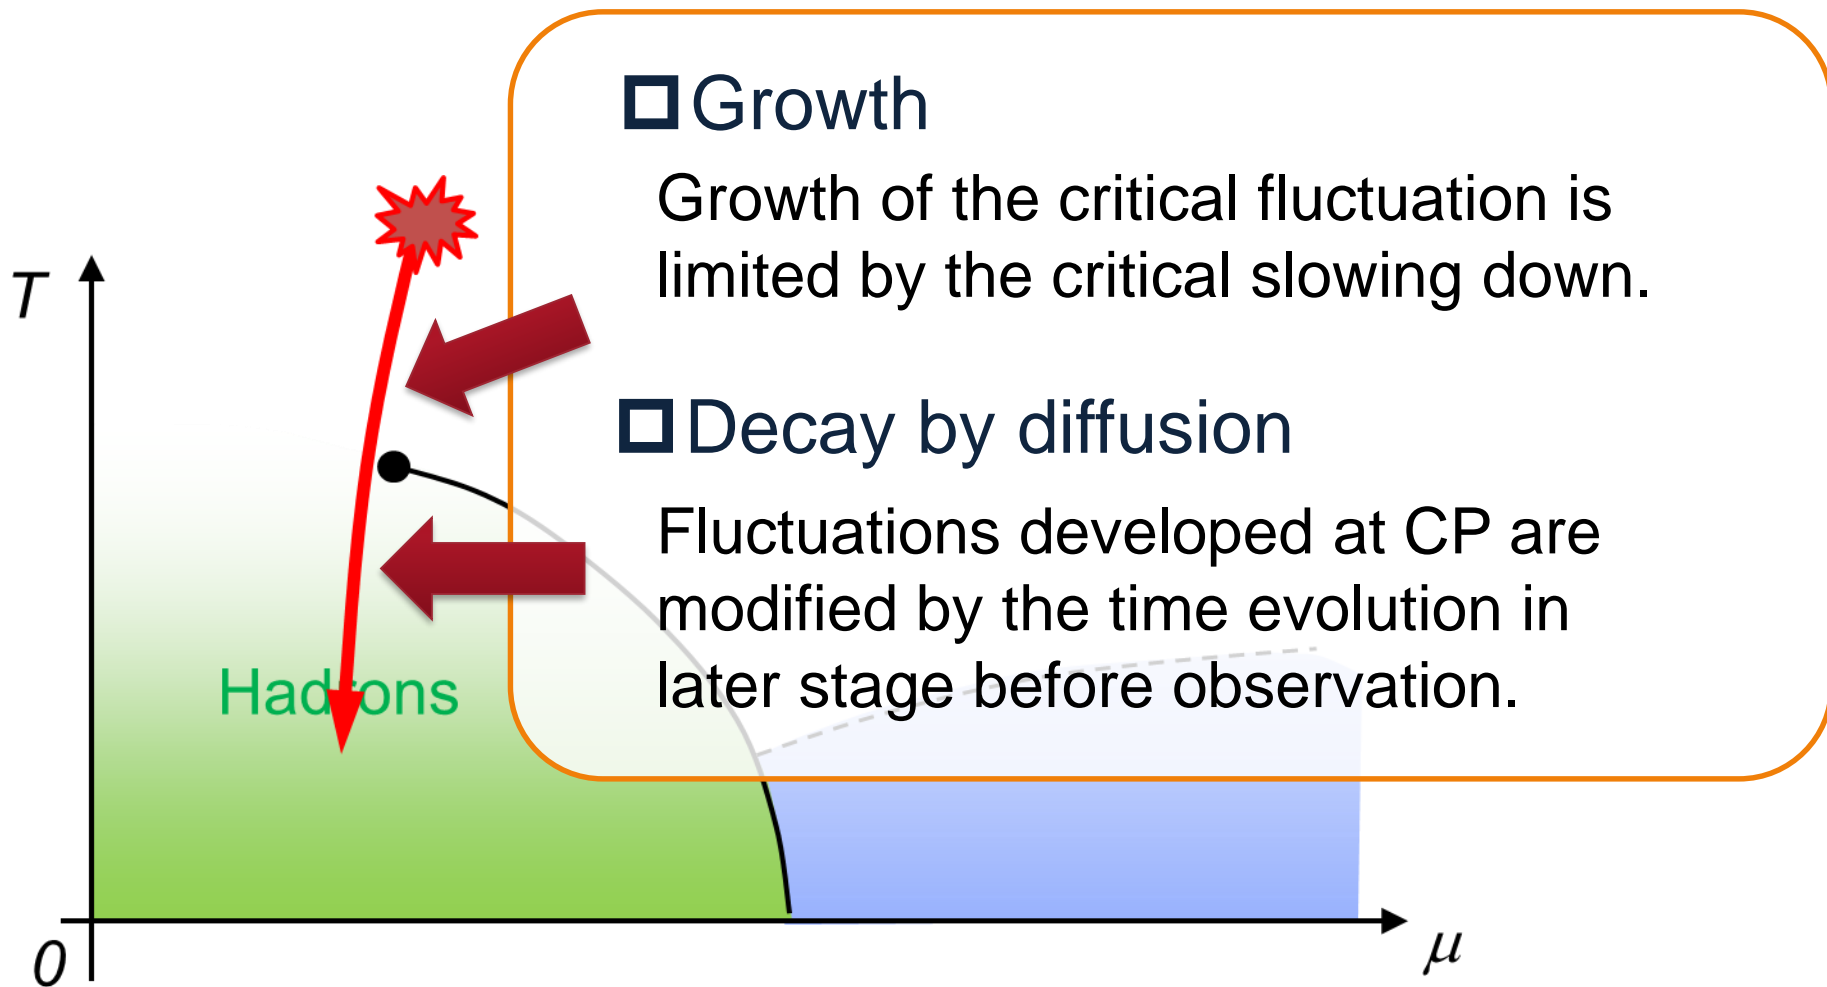 Growth
Growth of the critical fluctuation is
limited by the critical slowing down.
T
Decay by diffusion
Fluctuations developed at CP are
modified by the time evolution in
later stage before observation.
Hadrons
0
μ